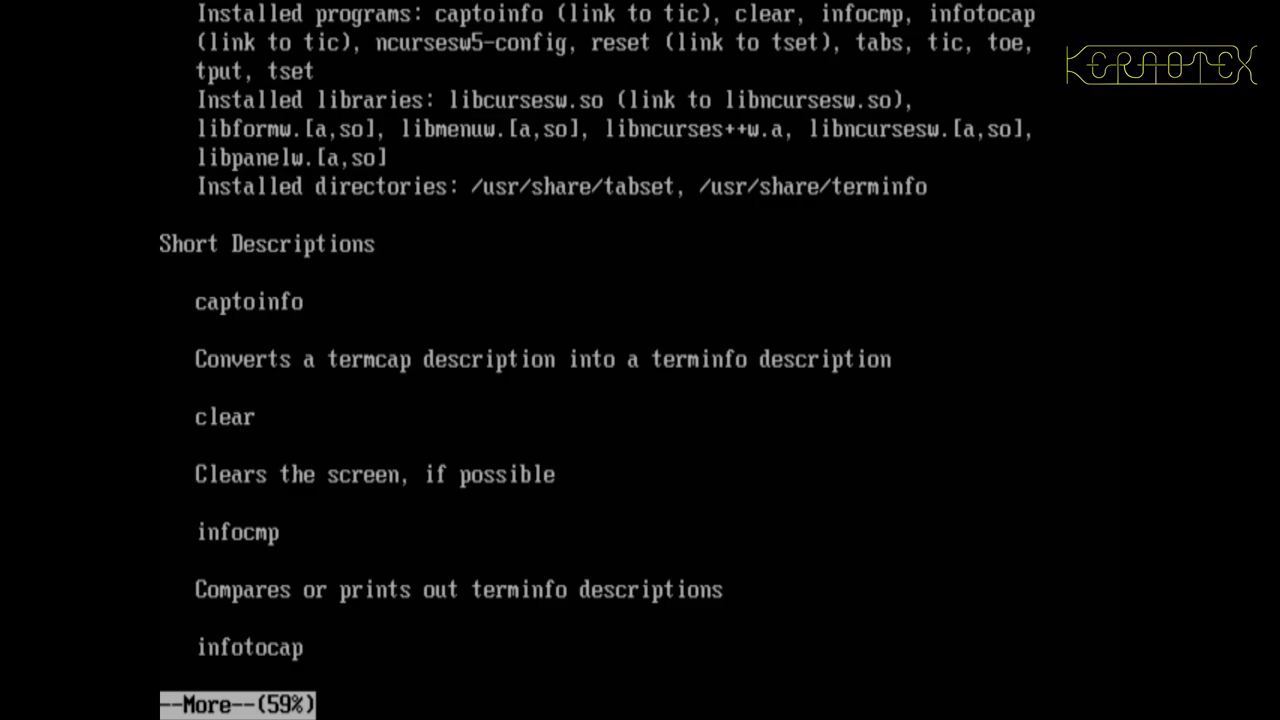 Installed programs: captoinfo (link to tic), clear, infocmp, infotocap
(link to tic), ncursesw5-config, reset (link to tset), tabs, tic, toe,
tput, tset
Installed libraries: libcursesw.so (link to libncursesw.so),
libformw.[a,so], libmenuw.[a,so], libncurses++w.a, libncursesw.[a,so],
libpanelw.[a,so]
Installed directories: /usr/share/tabset, /usr/share/terminfo
Short Descriptions
captoinfo
Converts a termcap description into a terminfo description
clear
Clears the screen, if possible
infocmp
Compares or prints out terminfo descriptions
infotocap
--More--(59%)